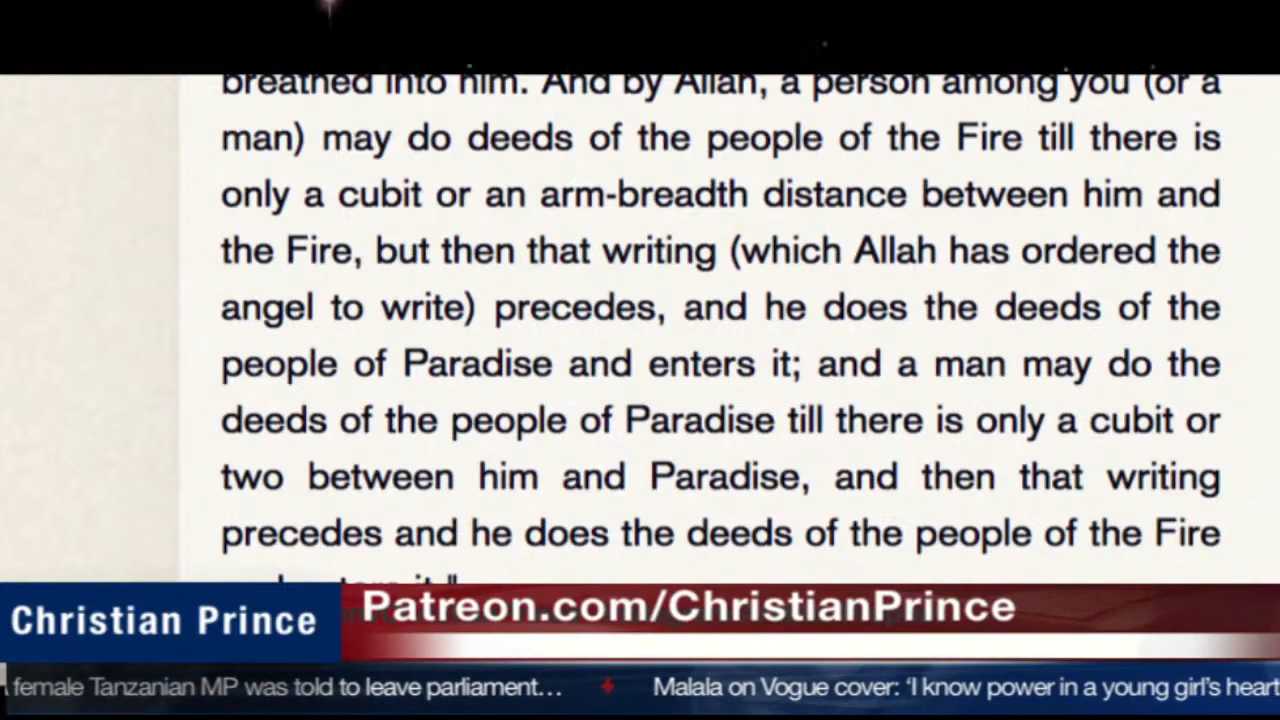 breathed into him. And by Allah, a person among you (or a
man) may do deeds of the people of the Fire till there is
only a cubit or an arm-breadth distance between him and
the Fire, but then that writing (which Allah has ordered the
angel to write) precedes, and he does the deeds of the
people of Paradise and enters it; and a man may do the
deeds of the people of Paradise till there is only a cubit or
two between him and Paradise, and then that writing
precedes and he does the deeds of the people of the Fire
it."
Christian Prince
Patreon.com/ChristianPrince
female Tanzanian MP was told to leave parliament… Malala on Vogue cover: ‘I know power in a young girl’s heart